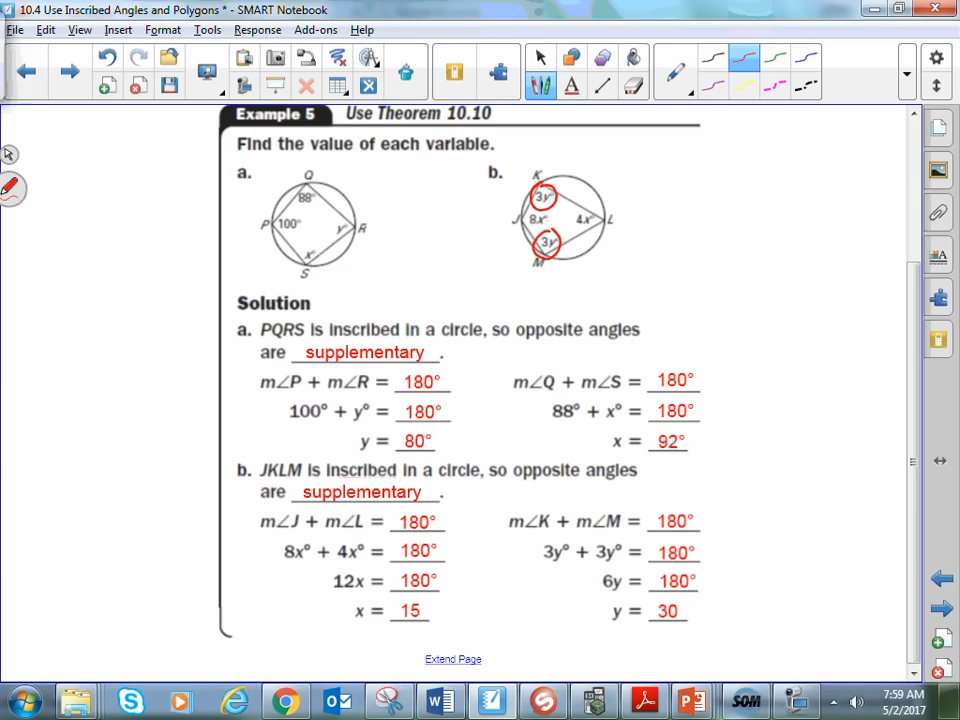 10.4 Use Inscribed Angles and Polygons * - SMART Notebook
File Edit View Insert Format Tools Response Add-ons Help
Example 5 Use Theorem 10.10
Find the value of each variable.
a. b.
Q
88°
P 100° y° R
x°
S
K
3y°
J 8x° 4x° L
3y°
M
Solution
a. PQRS is inscribed in a circle, so opposite angles
are supplementary.
m∠P + m∠R = 180° m∠Q + m∠S = 180°
100° + y° = 180° 88° + x° = 180°
y = 80° x = 92°
b. JKLM is inscribed in a circle, so opposite angles
are supplementary.
m∠J + m∠L = 180° m∠K + m∠M = 180°
8x° + 4x° = 180° 3y° + 3y° = 180°
12x = 180° 6y = 180°
x = 15 y = 30
Extend Page
7:59 AM
5/2/2017